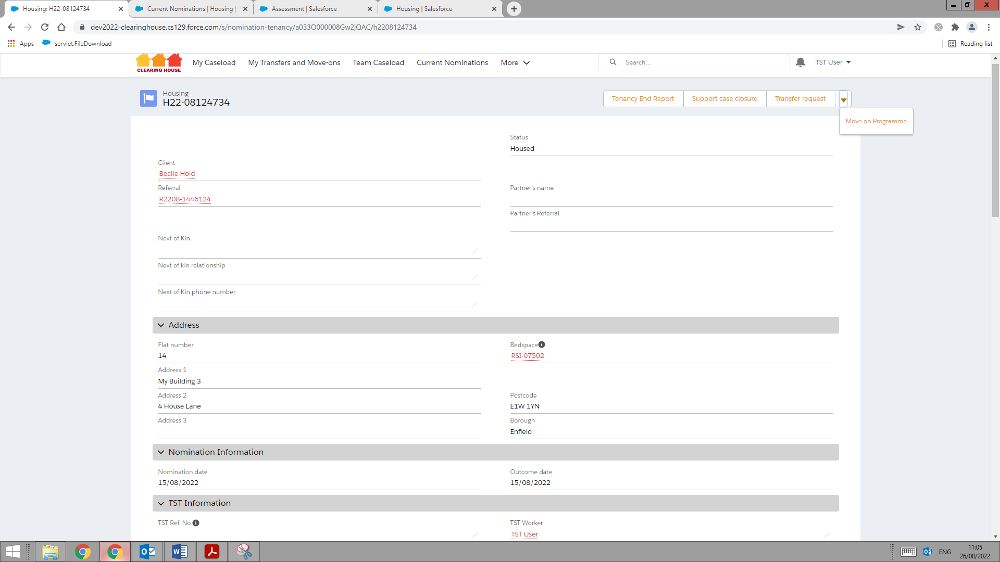 Housing: H22-08124734
Current Nominations | Housing |
Assessment | Salesforce
Housing | Salesforce
dev2022-clearinghouse.cs129.force.com/s/nomination-tenancy/a033O000008Gw2jQAC/h2208124734
Apps
servlet.FileDownload
Reading list
CLEARING HOUSE
My Caseload
My Transfers and Move-ons
Team Caseload
Current Nominations
More
Search...
TST User
Housing
H22-08124734
Tenancy End Report
Support case closure
Transfer request
Move on Programme
Status
Housed
Client
Bealle Hold
Referral
R2208-1446124
Partner's name
Partner's Referral
Next of Kin
Next of kin relationship
Next of Kin phone number
Address
Flat number
14
Bedspace
RSI-07502
Address 1
My Building 3
Address 2
4 House Lane
Postcode
E1W 1YN
Address 3
Borough
Enfield
Nomination Information
Nomination date
15/08/2022
Outcome date
15/08/2022
TST Information
TST Ref. No.
TST Worker
TST User
ENG
11:05
26/08/2022